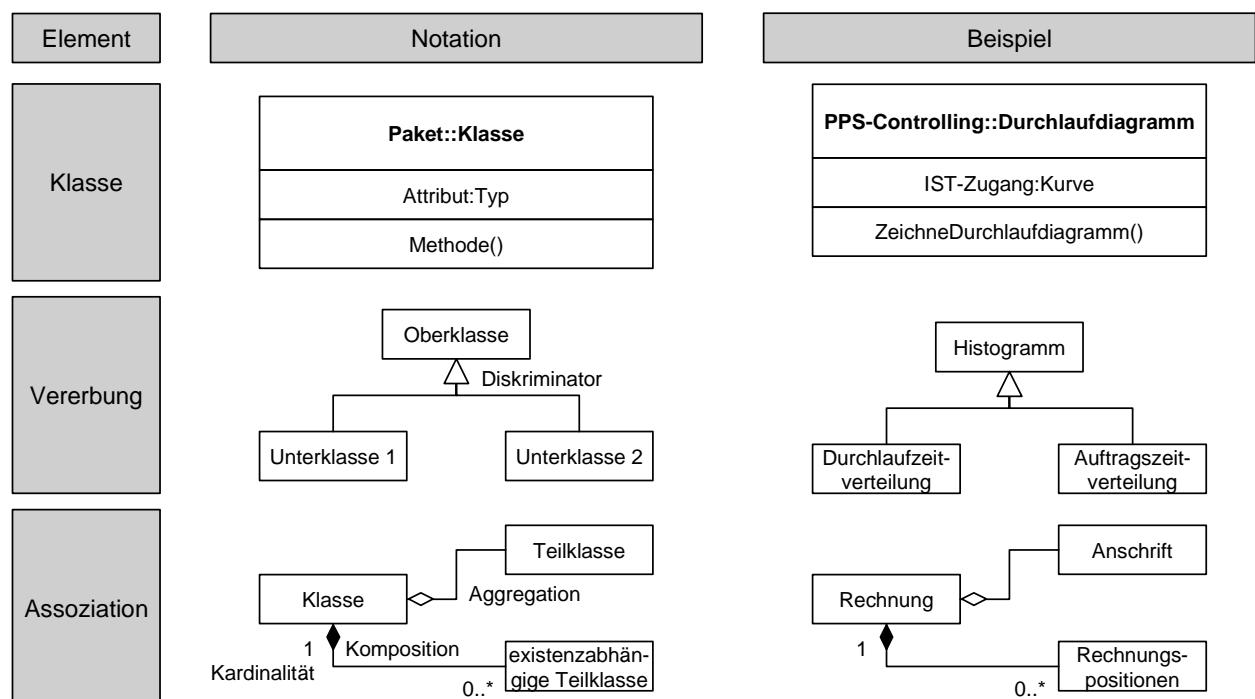 Element
Notation
Beispiel
Klasse
Paket::Klasse
Attribut:Typ
Methode()
PPS-Controlling::Durchlaufdiagramm
IST-Zugang:Kurve
ZeichneDurchlaufdiagramm()
Vererbung
Oberklasse
Diskriminator
Unterklasse 1
Unterklasse 2
Histogramm
Durchlaufzeit-
verteilung
Auftragszeit-
verteilung
Assoziation
Teilklasse
Klasse
Aggregation
1
Komposition
Kardinalität
existenzabhän-
gige Teilklasse
0..*
Anschrift
Rechnung
1
Rechnungs-
positionen
0..*